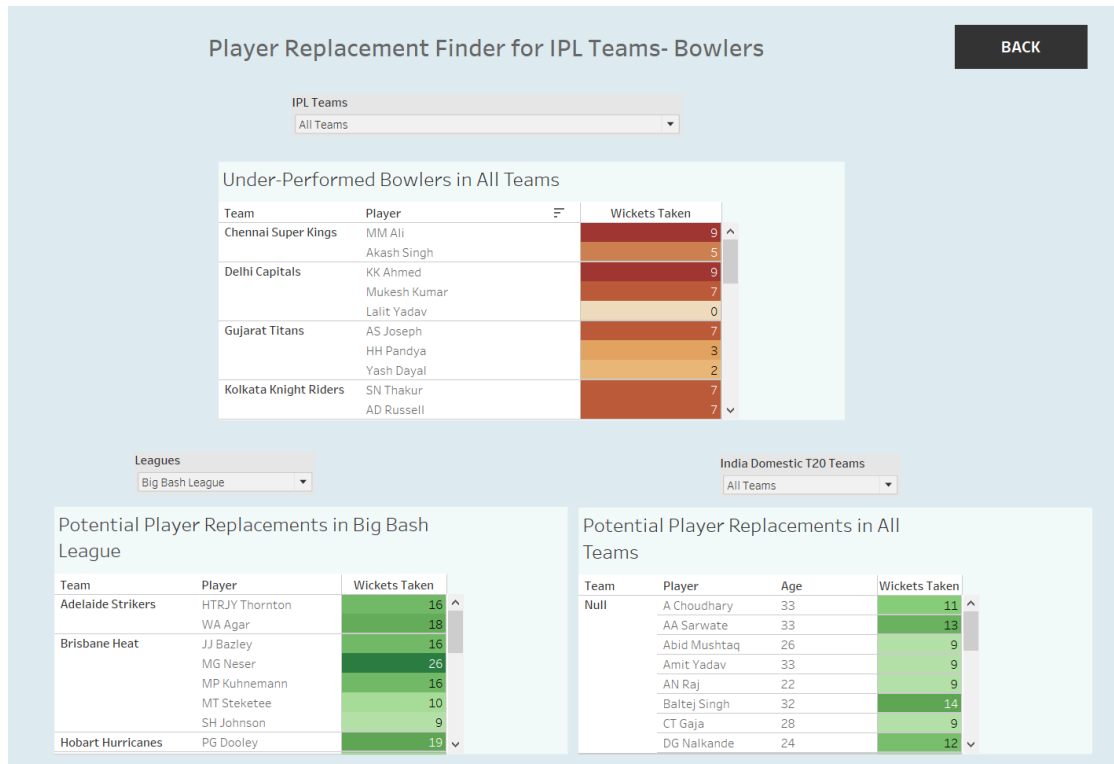 Player Replacement Finder for IPL Teams- Bowlers
BACK
IPL Teams
All Teams
Under-Performed Bowlers in All Teams
Team Player Wickets Taken
Chennai Super Kings MM Ali 9
Akash Singh 5
Delhi Capitals KK Ahmed 9
Mukesh Kumar 7
Lalit Yadav 0
Gujarat Titans AS Joseph 7
HH Pandya 3
Yash Dayal 2
Kolkata Knight Riders SN Thakur 7
AD Russell 7
Leagues
Big Bash League
Potential Player Replacements in Big Bash
League
Team Player Wickets Taken
Adelaide Strikers HTRJY Thornton 16
WA Agar 18
Brisbane Heat JJ Bazley 16
MG Neser 26
MP Kuhnemann 16
MT Steketee 10
SH Johnson 9
Hobart Hurricanes PG Dooley 19
India Domestic T20 Teams
All Teams
Potential Player Replacements in All
Teams
Team Player Age Wickets Taken
Null A Choudhary 33 11
AA Sarwate 33 13
Abid Mushtaq 26 9
Amit Yadav 33 9
AN Raj 22 9
Baltej Singh 32 14
CT Gaja 28 9
DG Nalkande 24 12